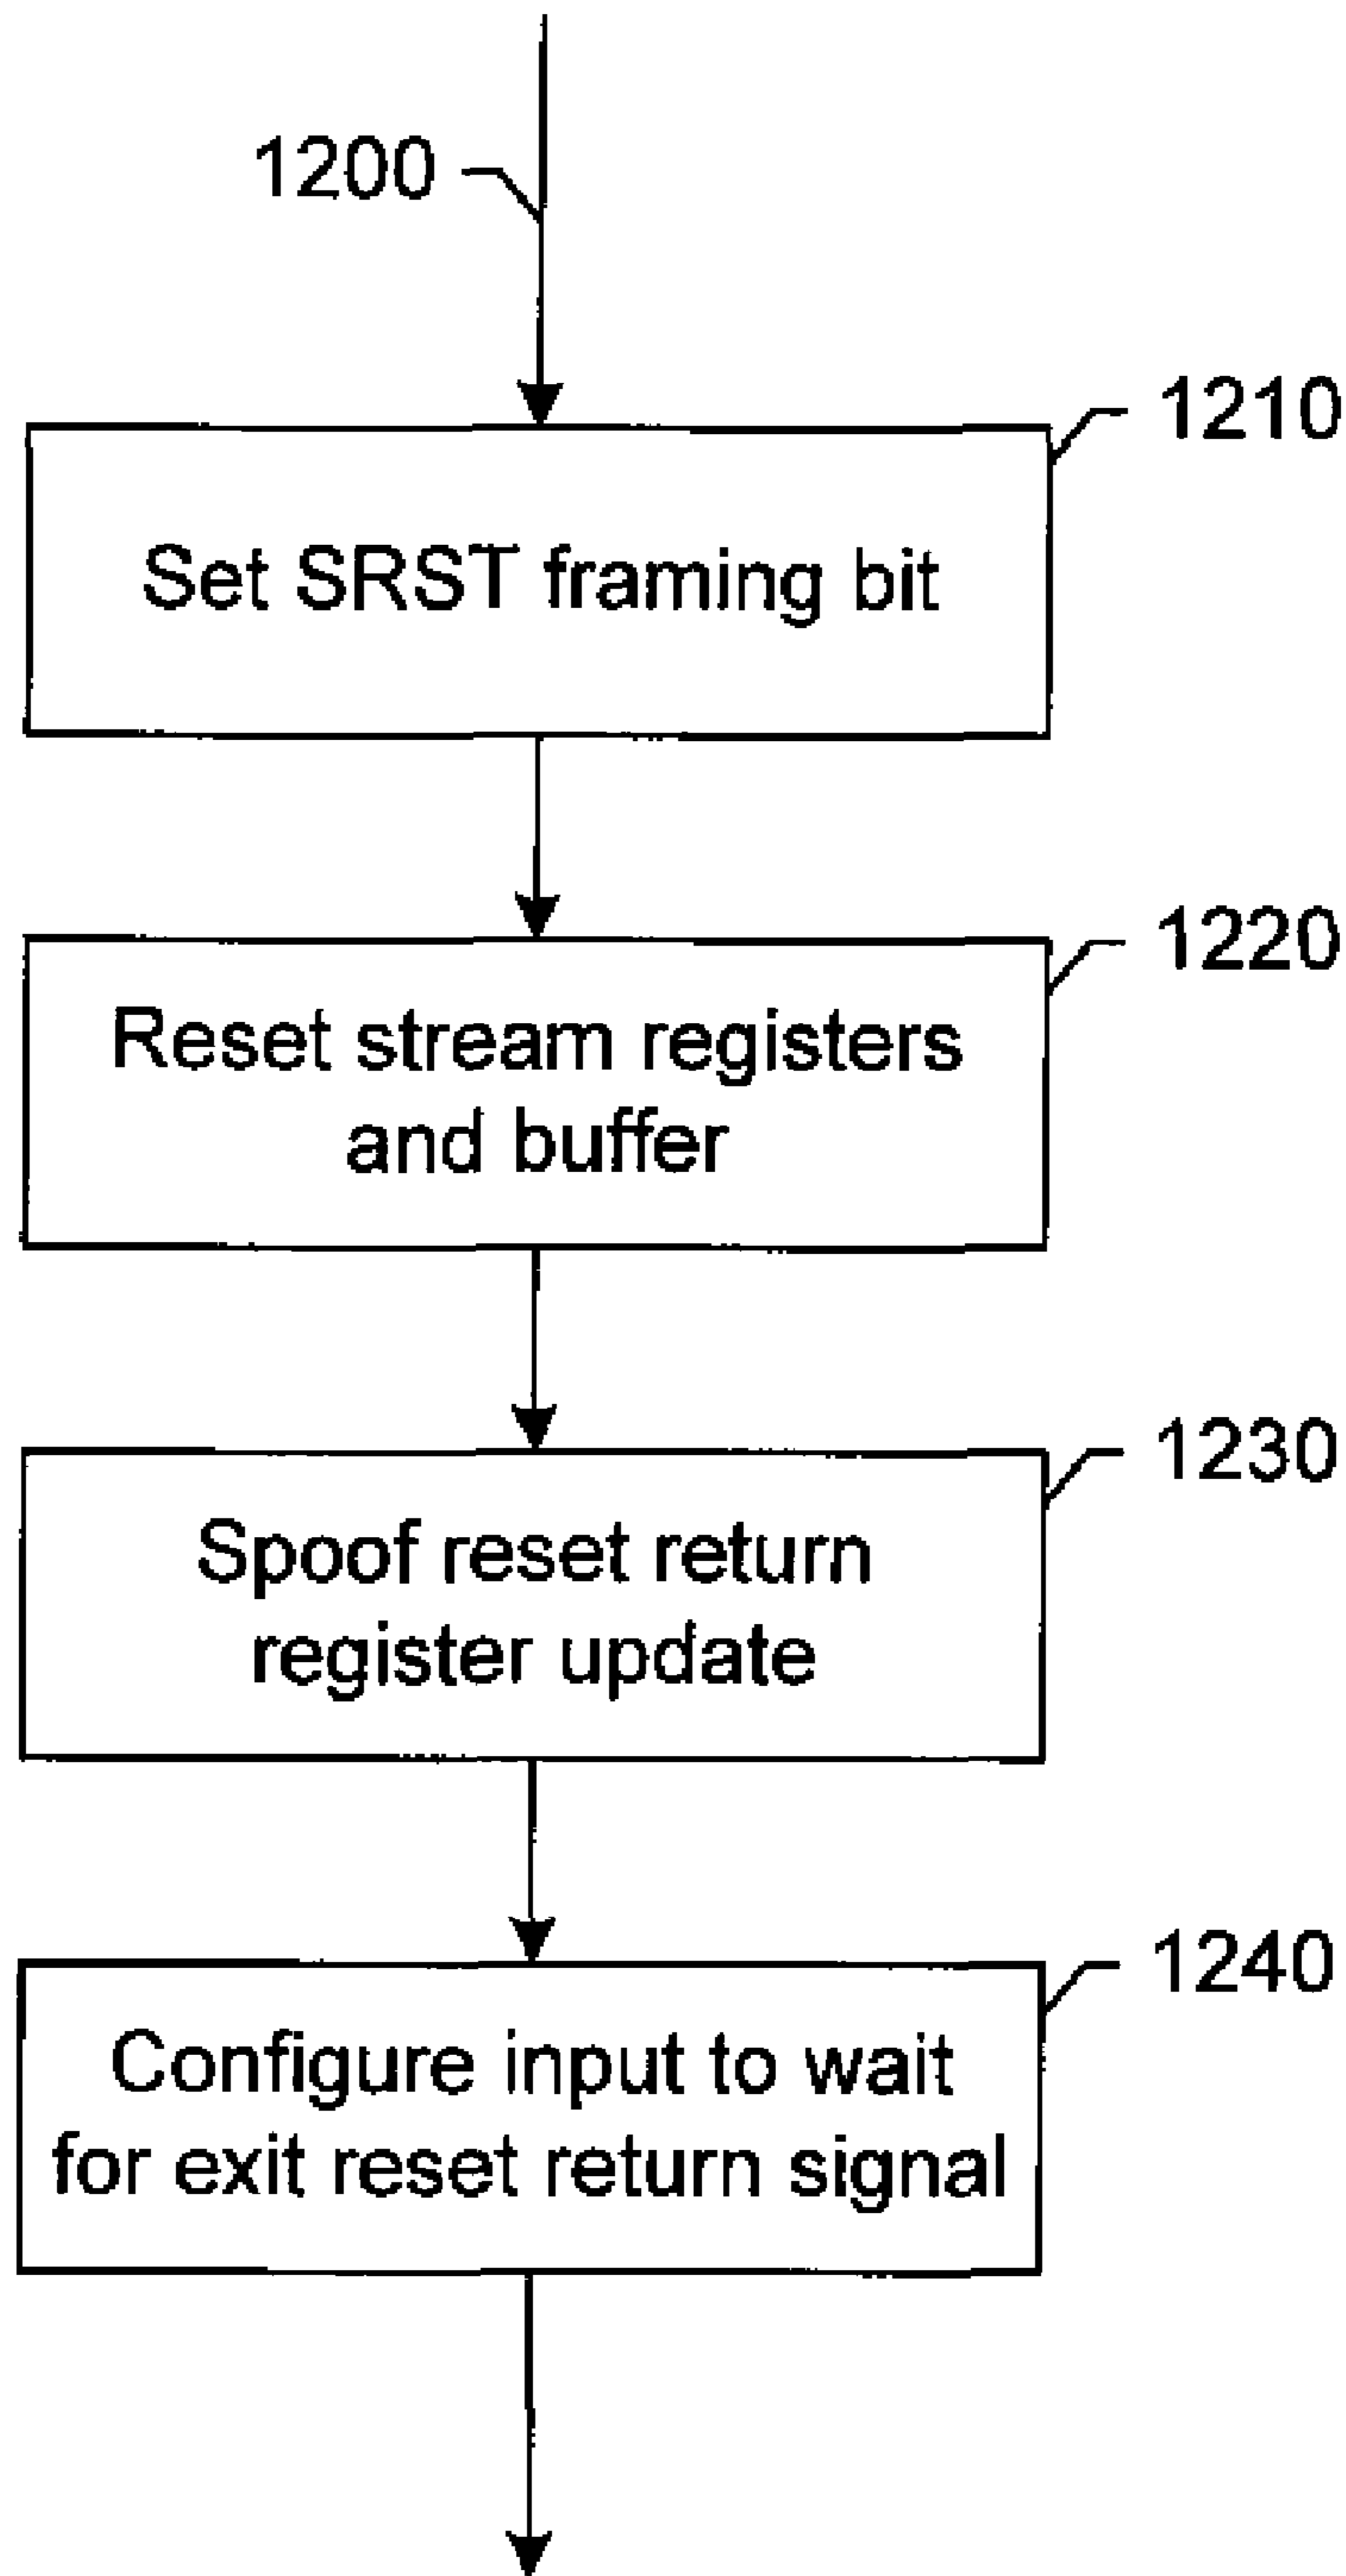 1200
1210
Set SRST framing bit
1220
Reset stream registers
and buffer
1230
Spoof reset return
register update
1240
Configure input to wait
for exit reset return signal